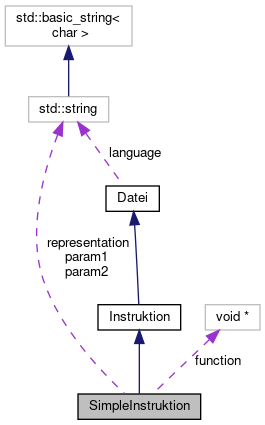 std::basic_string<
char >
std::string
language
Datei
representation
param1
param2
Instruktion
void *
function
SimpleInstruktion